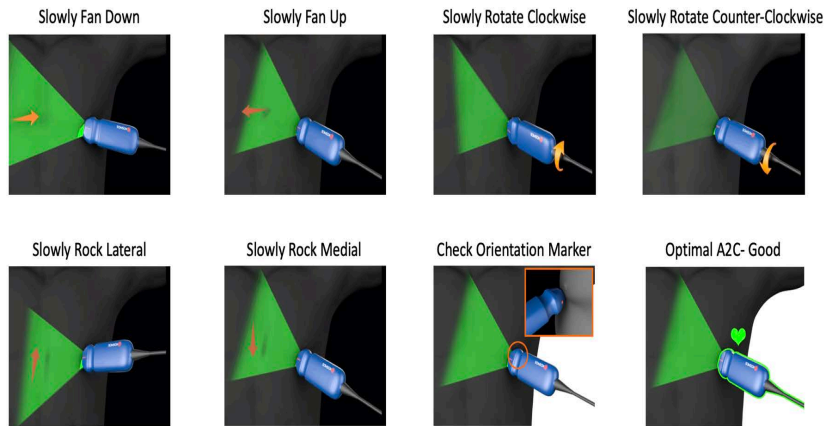 Slowly Fan Down
Slowly Fan Up
Slowly Rotate Clockwise
Slowly Rotate Counter-Clockwise
Slowly Rock Lateral
Slowly Rock Medial
Check Orientation Marker
Optimal A2C- Good